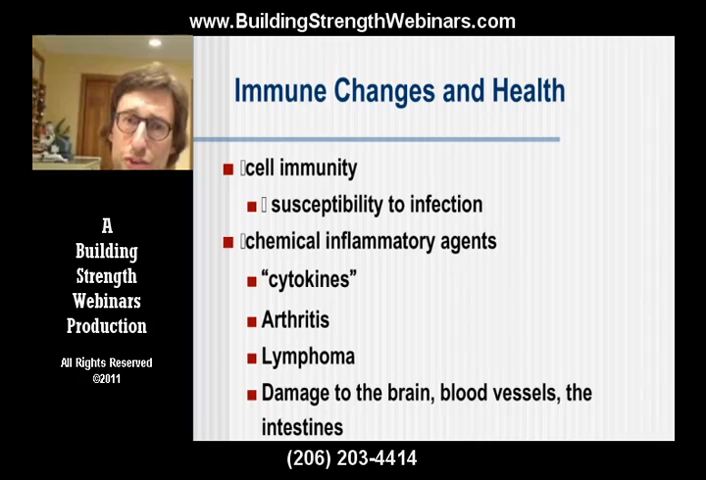 www.BuildingStrengthWebinars.com
Immune Changes and Health
cell immunity
susceptibility to infection
chemical inflammatory agents
“cytokines”
Arthritis
Lymphoma
Damage to the brain, blood vessels, the
intestines
A
Building
Strength
Webinars
Production
All Rights Reserved
©2011
(206) 203-4414